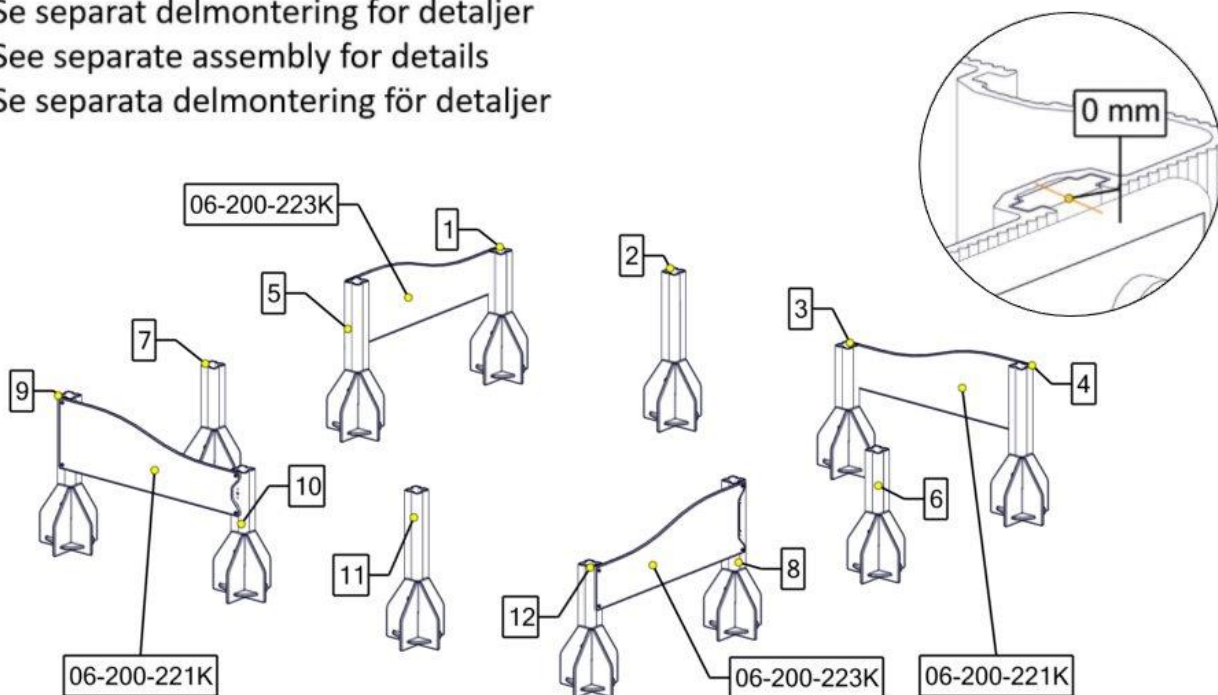 Se separat delmontering for detaljer
See separate assembly for details
Se separata delmontering för detaljer
0 mm
06-200-223K
1
2
5
3
7
4
9
10
6
11
8
12
06-200-221K
06-200-223K
06-200-221K